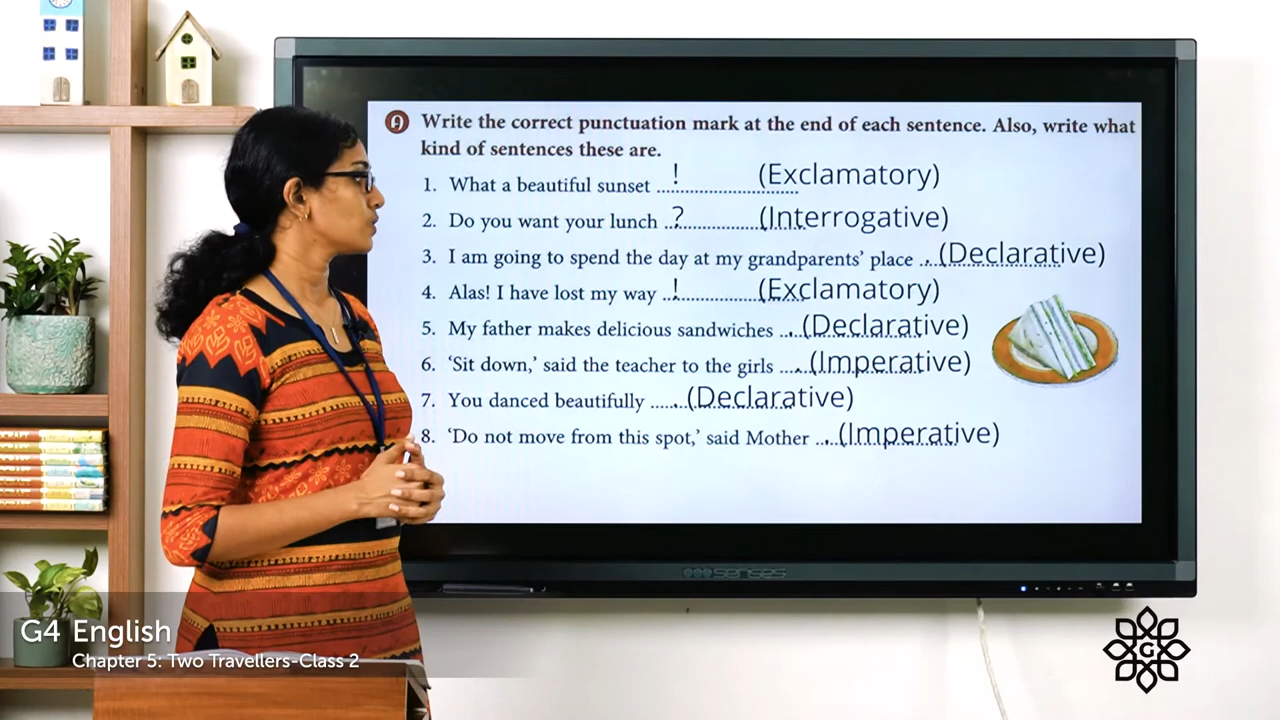 Q Write the correct punctuation mark at the end of each sentence. Also, write what
kind of sentences these are.
1. What a beautiful sunset ! (Exclamatory)
2. Do you want your lunch ..?.................. (Interrogative)
3. I am going to spend the day at my grandparents’ place ... (Declarative)
4. Alas! I have lost my way ..!.................. (Exclamatory)
5. My father makes delicious sandwiches .... (Declarative)
6. ‘Sit down,’ said the teacher to the girls ..... (Imperative)
7. You danced beautifully ...... (Declarative)
8. ‘Do not move from this spot,’ said Mother .... (Imperative)
senses
G4 English
Chapter 5: Two Travellers-Class 2
G